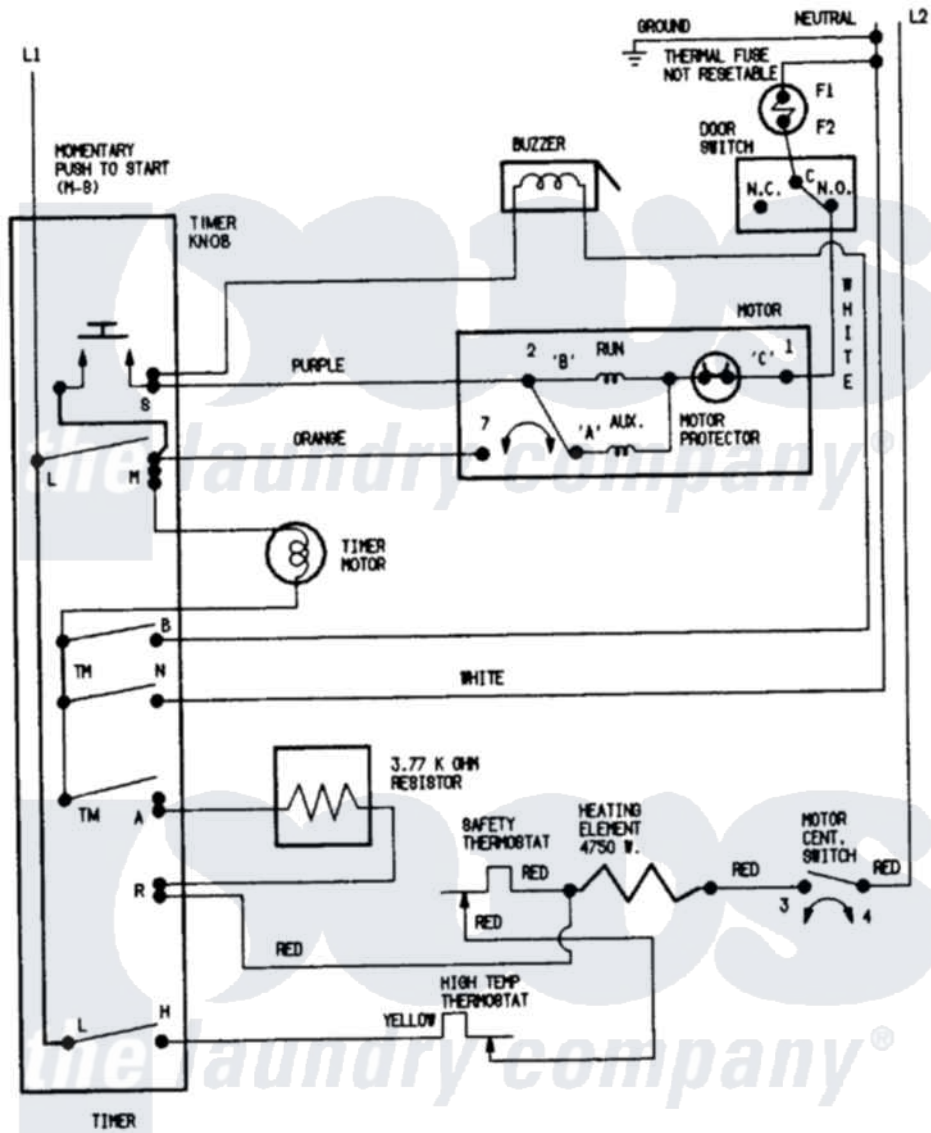 L1
GROUND
NEUTRAL
L2
THERMAL FUSE
NOT RESETABLE
F1
F2
DOOR
SWITCH
N.C.
C
N.O.
BUZZER
MOMENTARY
PUSH TO START
(M-B)
TIMER
KNOB
WHITE
MOTOR
PURPLE
2
'B'
RUN
'C'
1
S
7
'A'
AUX.
MOTOR
PROTECTOR
ORANGE
L
M
TIMER
MOTOR
B
TM
N
WHITE
3.77 K OHM
RESISTOR
TM
A
SAFETY
THERMOSTAT
HEATING
ELEMENT
4750 W.
MOTOR
CENT.
SWITCH
RED
RED
RED
R
3
4
RED
RED
HIGH TEMP
THERMOSTAT
L
H
YELLOW
TIMER
the laundry company®
the laundry company®